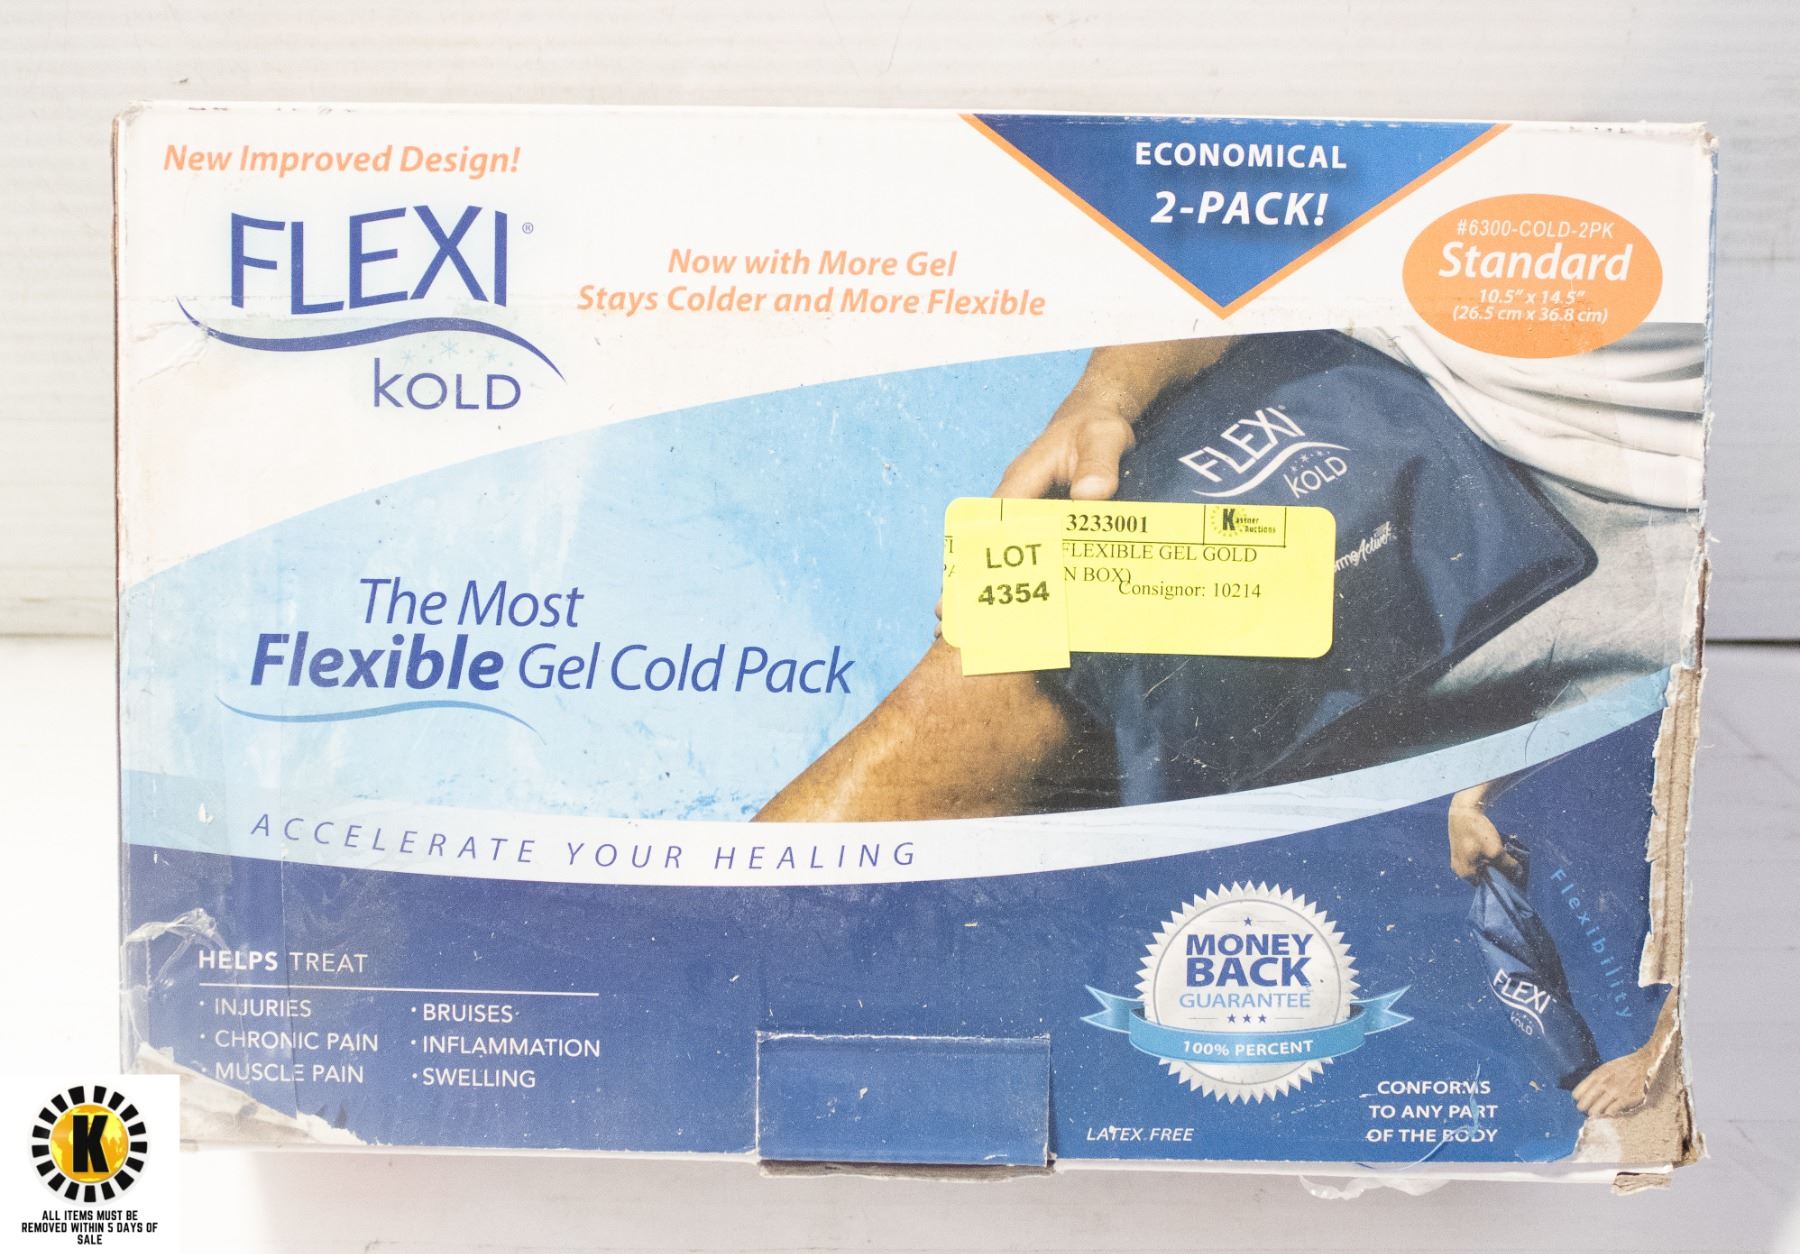 New Improved Design!
FLEXI®
KOLD
Now with More Gel
Stays Colder and More Flexible
ECONOMICAL
2-PACK!
#6300-COLD-2PK
Standard
10.5" x 14.5"
(26.5 cm x 36.8 cm)
FLEXI
KOLD
3233001
Kastner
Auctions
FLEXIBLE GEL GOLD
N BOX)
Consignor: 10214
LOT
4354
The Most
Flexible Gel Cold Pack
ACCELERATE YOUR HEALING
HELPS TREAT
• INJURIES
• CHRONIC PAIN
• MUSCLE PAIN
• BRUISES
• INFLAMMATION
• SWELLING
MONEY
BACK
GUARANTEE
100% PERCENT
LATEX FREE
Flexibility
FLEXI
KOLD
CONFORMS
TO ANY PART
OF THE BODY
K
ALL ITEMS MUST BE
REMOVED WITHIN 5 DAYS OF
SALE